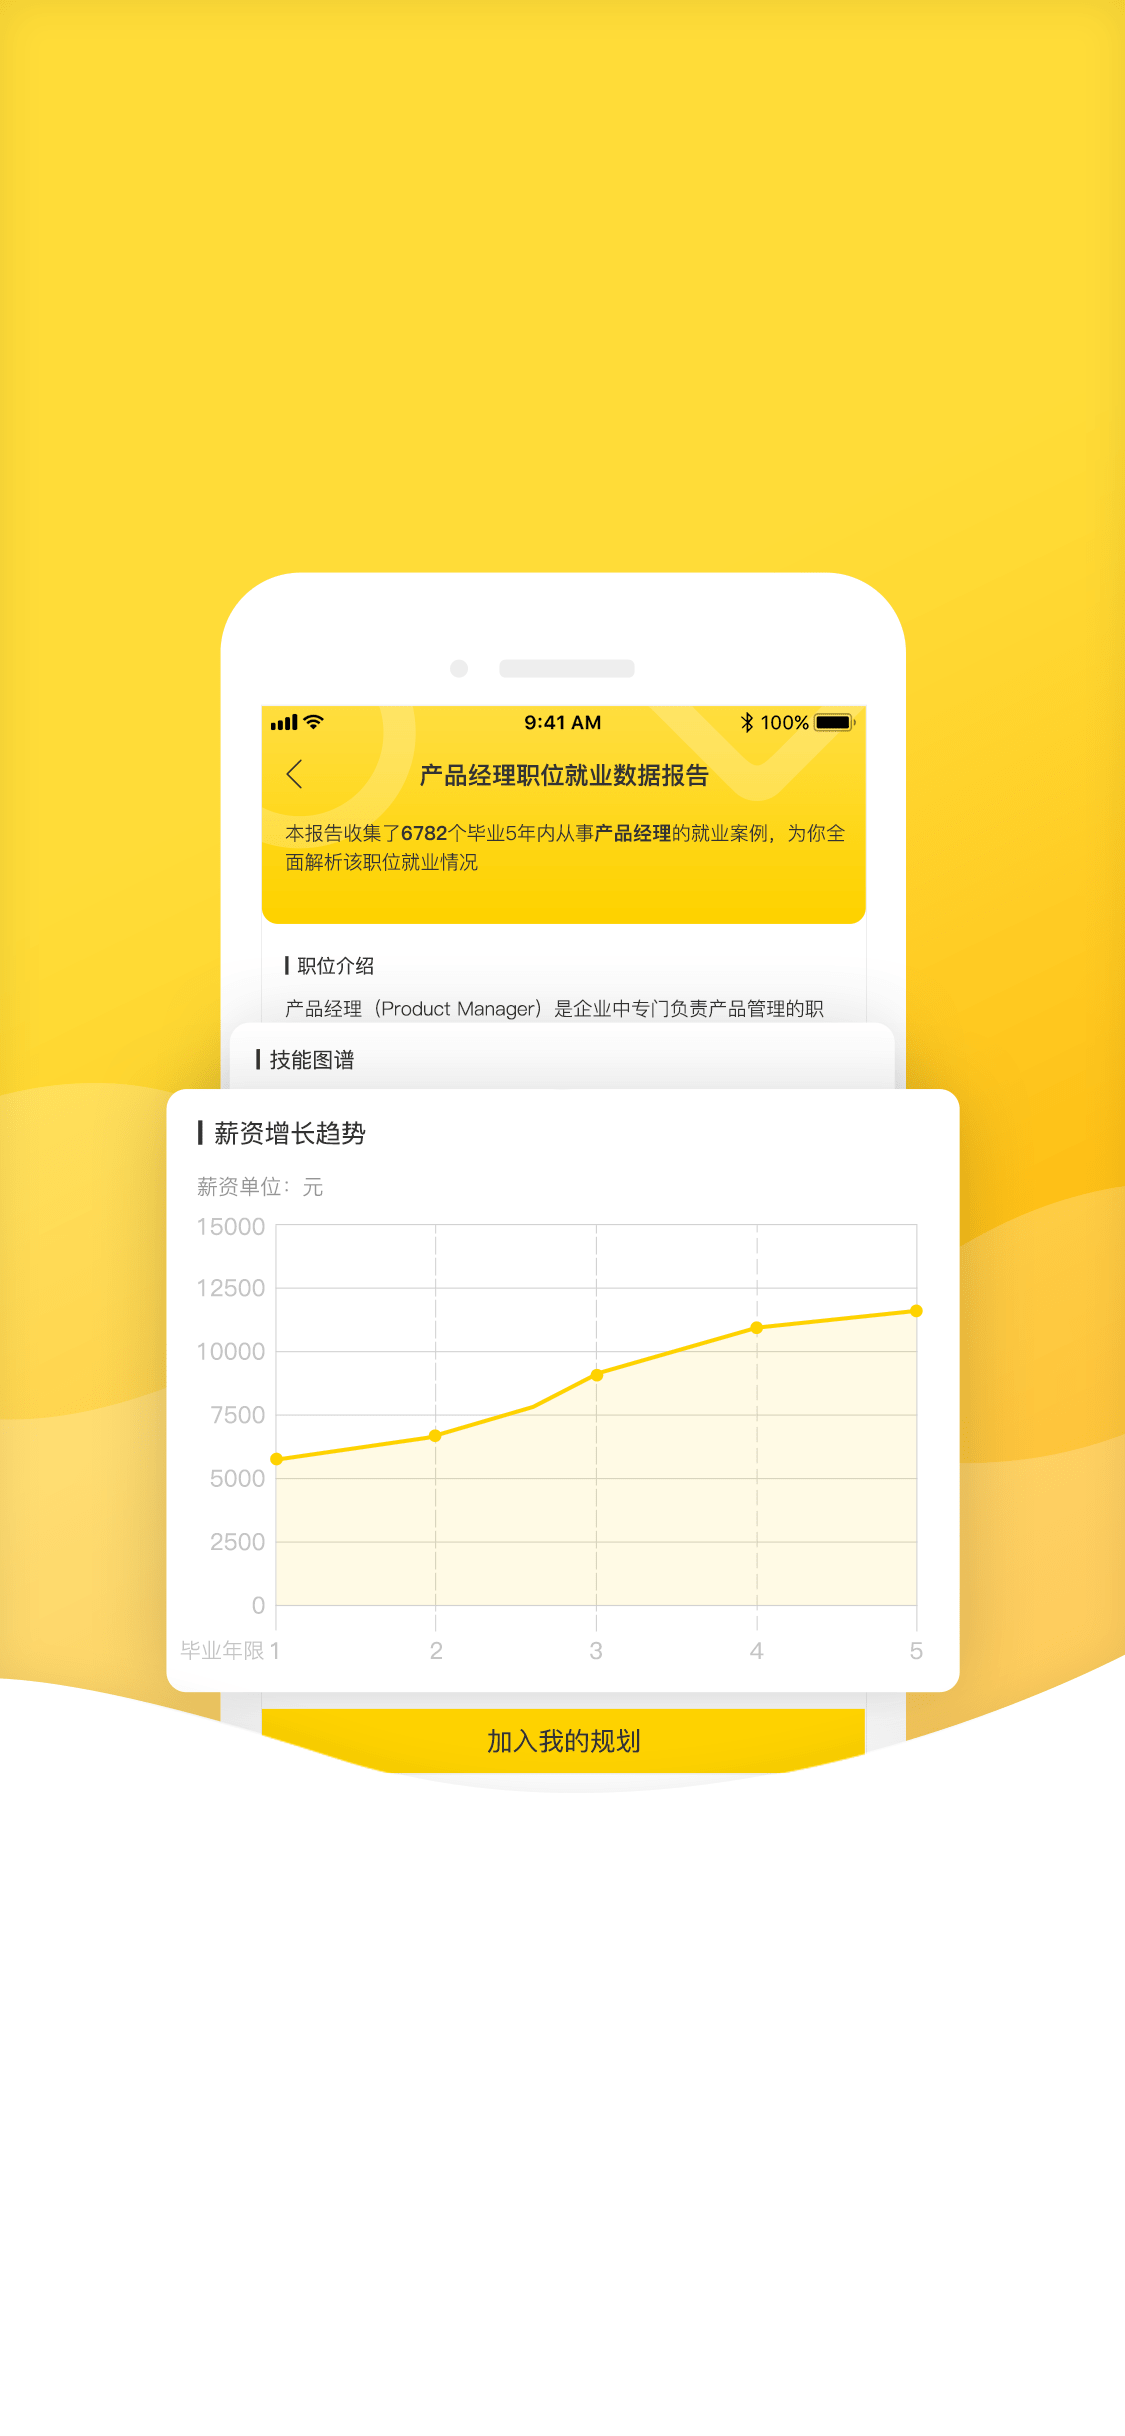 9:41 AM 100%
产品经理职位就业数据报告
本报告收集了6782个毕业5年内从事产品经理的就业案例，为你全
面解析该职位就业情况
职位介绍
产品经理（Product Manager）是企业中专门负责产品管理的职
技能图谱
薪资增长趋势
薪资单位：元
15000
12500
10000
7500
5000
2500
0
毕业年限 1 2 3 4 5
加入我的规划